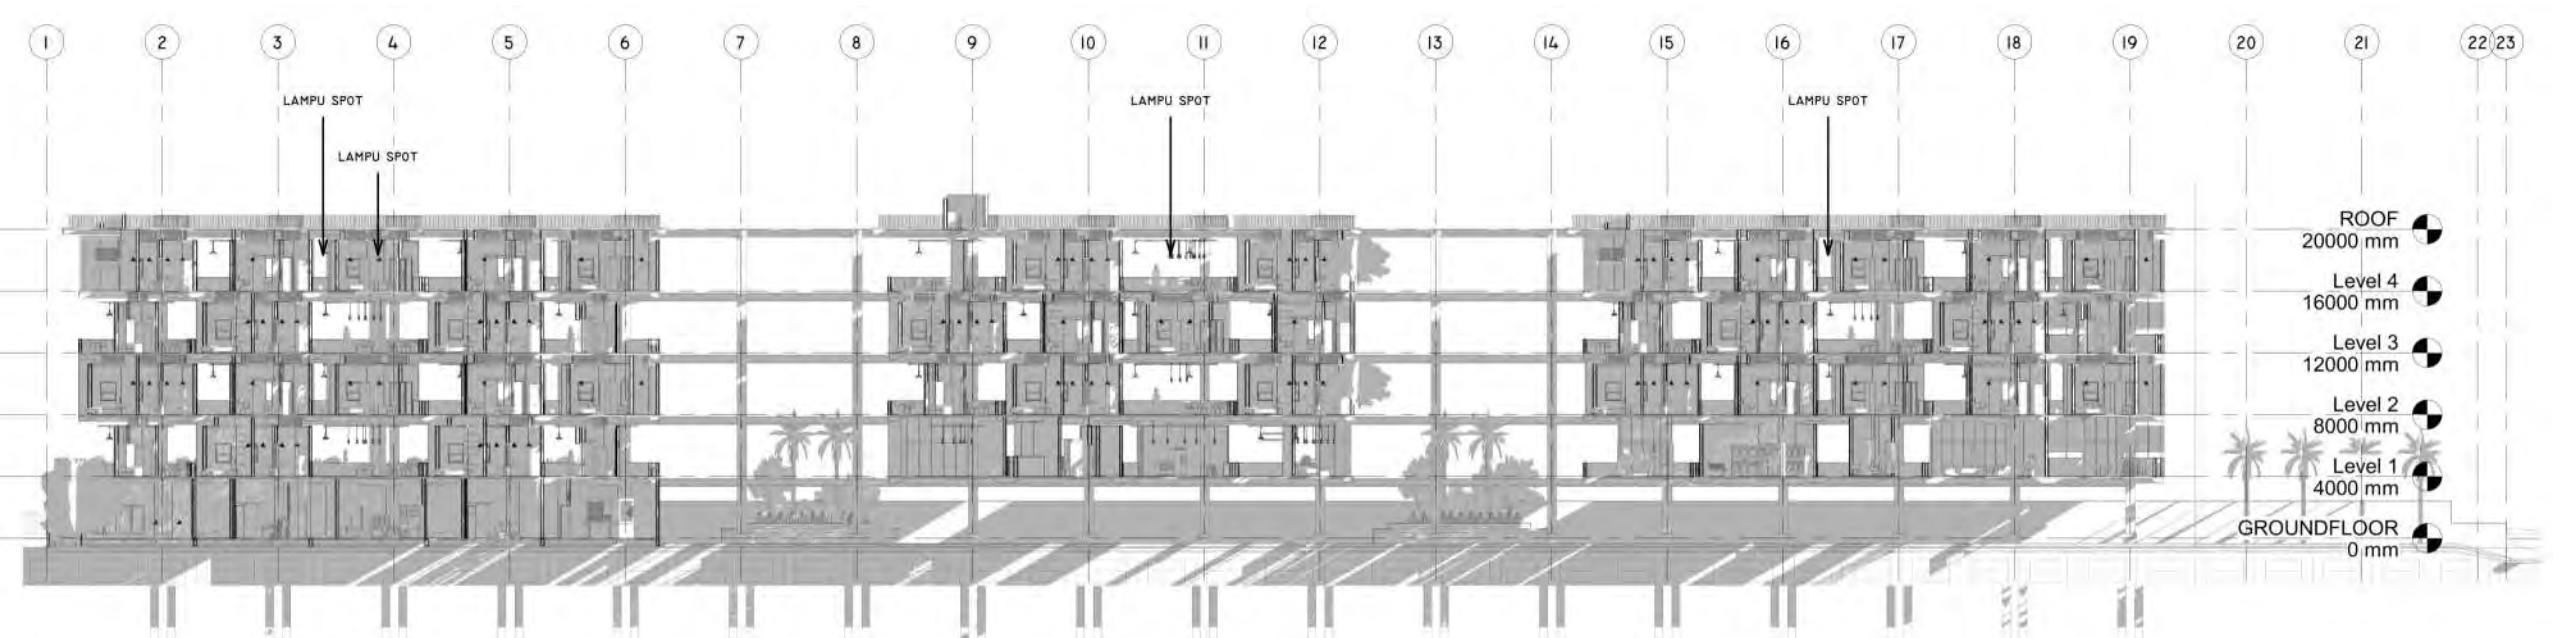 1 2 3 4 5 6 7 8 9 10 11 12 13 14 15 16 17 18 19 20 21 22 23
LAMPU SPOT LAMPU SPOT LAMPU SPOT
LAMPU SPOT
ROOF
20000 mm
Level 4
16000 mm
Level 3
12000 mm
Level 2
8000 mm
Level 1
4000 mm
GROUNDFLOOR
0 mm